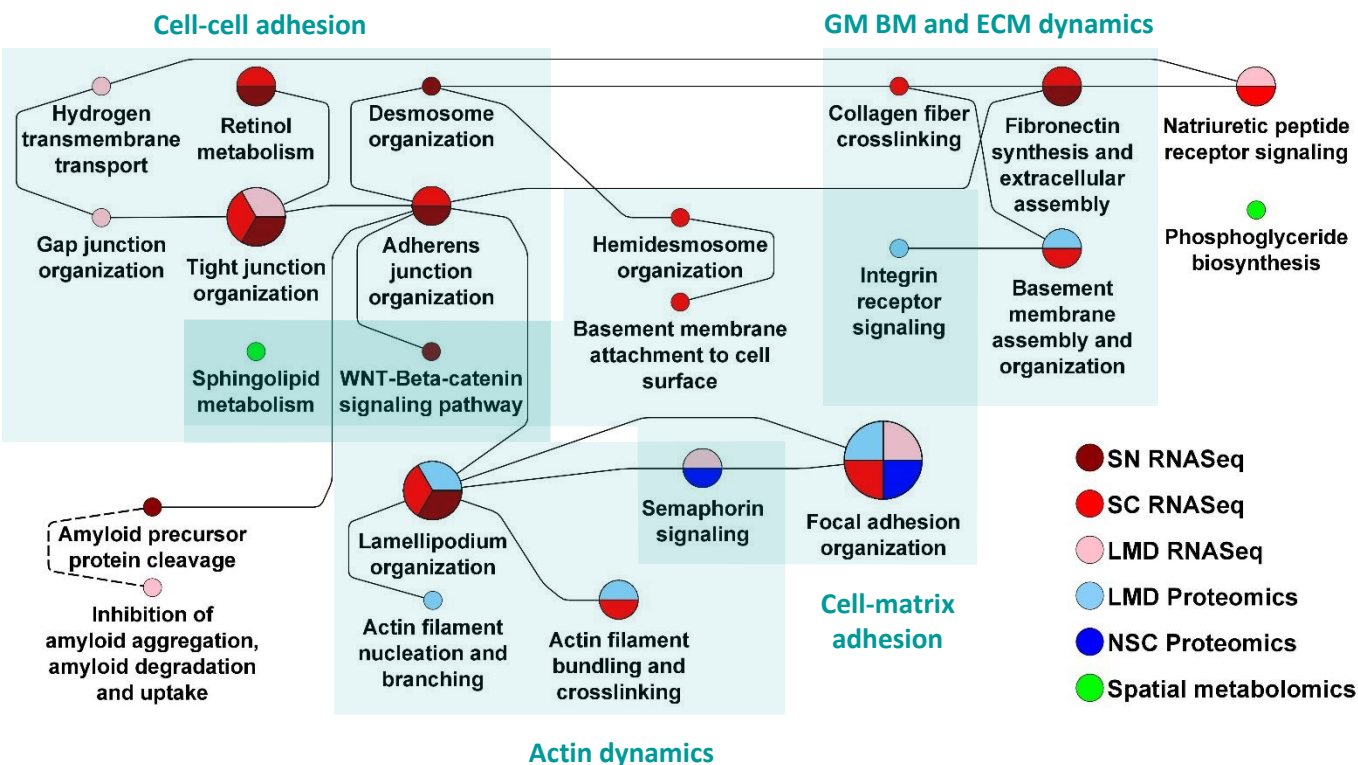 Cell-cell adhesion
GM BM and ECM dynamics
Hydrogen
transmembrane
transport
Retinol
metabolism
Desmosome
organization
Collagen fiber
crosslinking
Fibronectin
synthesis and
extracellular
assembly
Natriuretic peptide
receptor signaling
Gap junction
organization
Tight junction
organization
Adherens
junction
organization
Hemidesmosome
organization
Integrin
receptor
signaling
Basement
membrane
assembly and
organization
Phosphoglyceride
biosynthesis
Basement membrane
attachment to cell
surface
Sphingolipid
metabolism
WNT-Beta-catenin
signaling pathway
Amyloid precursor
protein cleavage
Inhibition of
amyloid aggregation,
amyloid degradation
and uptake
Lamellipodium
organization
Semaphorin
signaling
Focal adhesion
organization
Actin filament
nucleation and
branching
Actin filament
bundling and
crosslinking
Cell-matrix
adhesion
Actin dynamics
SN RNASeq
SC RNASeq
LMD RNASeq
LMD Proteomics
NSC Proteomics
Spatial metabolomics